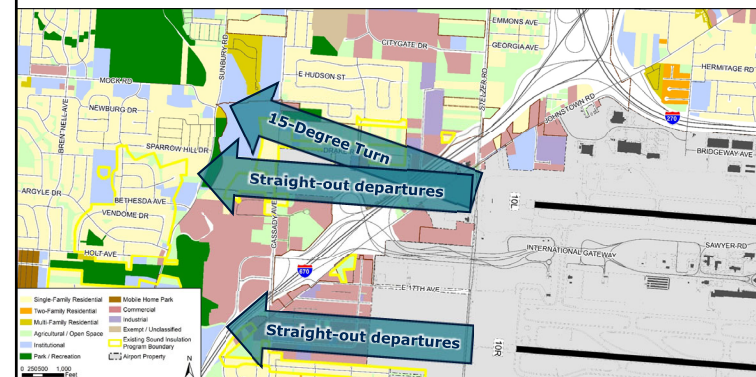 EMMONS AVE
CITYGATE DR
GEORGIA AVE
SUNBURY RD
E HUDSON ST
STELZER RD
HERMITAGE RD
MOCK RD
BRENTNELL AVE
NEWBURG DR
JOHNSTOWN RD
270
15-Degree Turn
SPARROW HILL DR
BRIDGEWAY AVE
Straight-out departures
ARGYLE DR
BETHESDA AVE
10L
VENDOME DR
CASSADY AVE
HOLT AVE
INTERNATIONAL GATEWAY
SAWYER RD
670
E 17TH AVE
Straight-out departures
10R
Single-Family Residential
Two-Family Residential
Multi-Family Residential
Agricultural / Open Space
Institutional
Park / Recreation
Mobile Home Park
Commercial
Industrial
Exempt / Unclassified
Existing Sound Insulation
Program Boundary
Airport Property
0 250 500 1,000
Feet
N